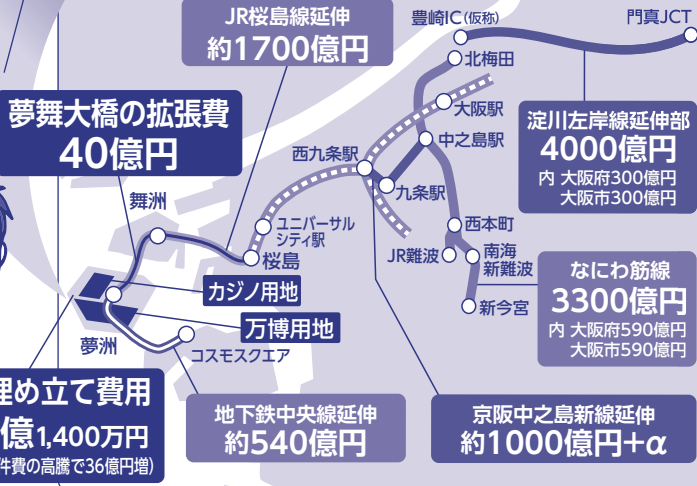 JR桜島線延伸
約1700億円
豊崎IC(仮称)
門真JCT
北梅田
大阪駅
中之島駅
夢舞大橋の拡張費
40億円
淀川左岸線延伸部
4000億円
内 大阪府300億円
大阪市300億円
西九条駅
九条駅
舞洲
ユニバーサル
シティ駅
桜島
西本町
JR難波
南海
新難波
新今宮
なにわ筋線
3300億円
内 大阪府590億円
大阪市590億円
カジノ用地
万博用地
夢洲
コスモスクエア
埋め立て費用
億1,400万円
件費の高騰で36億円増)
地下鉄中央線延伸
約540億円
京阪中之島新線延伸
約1000億円+α